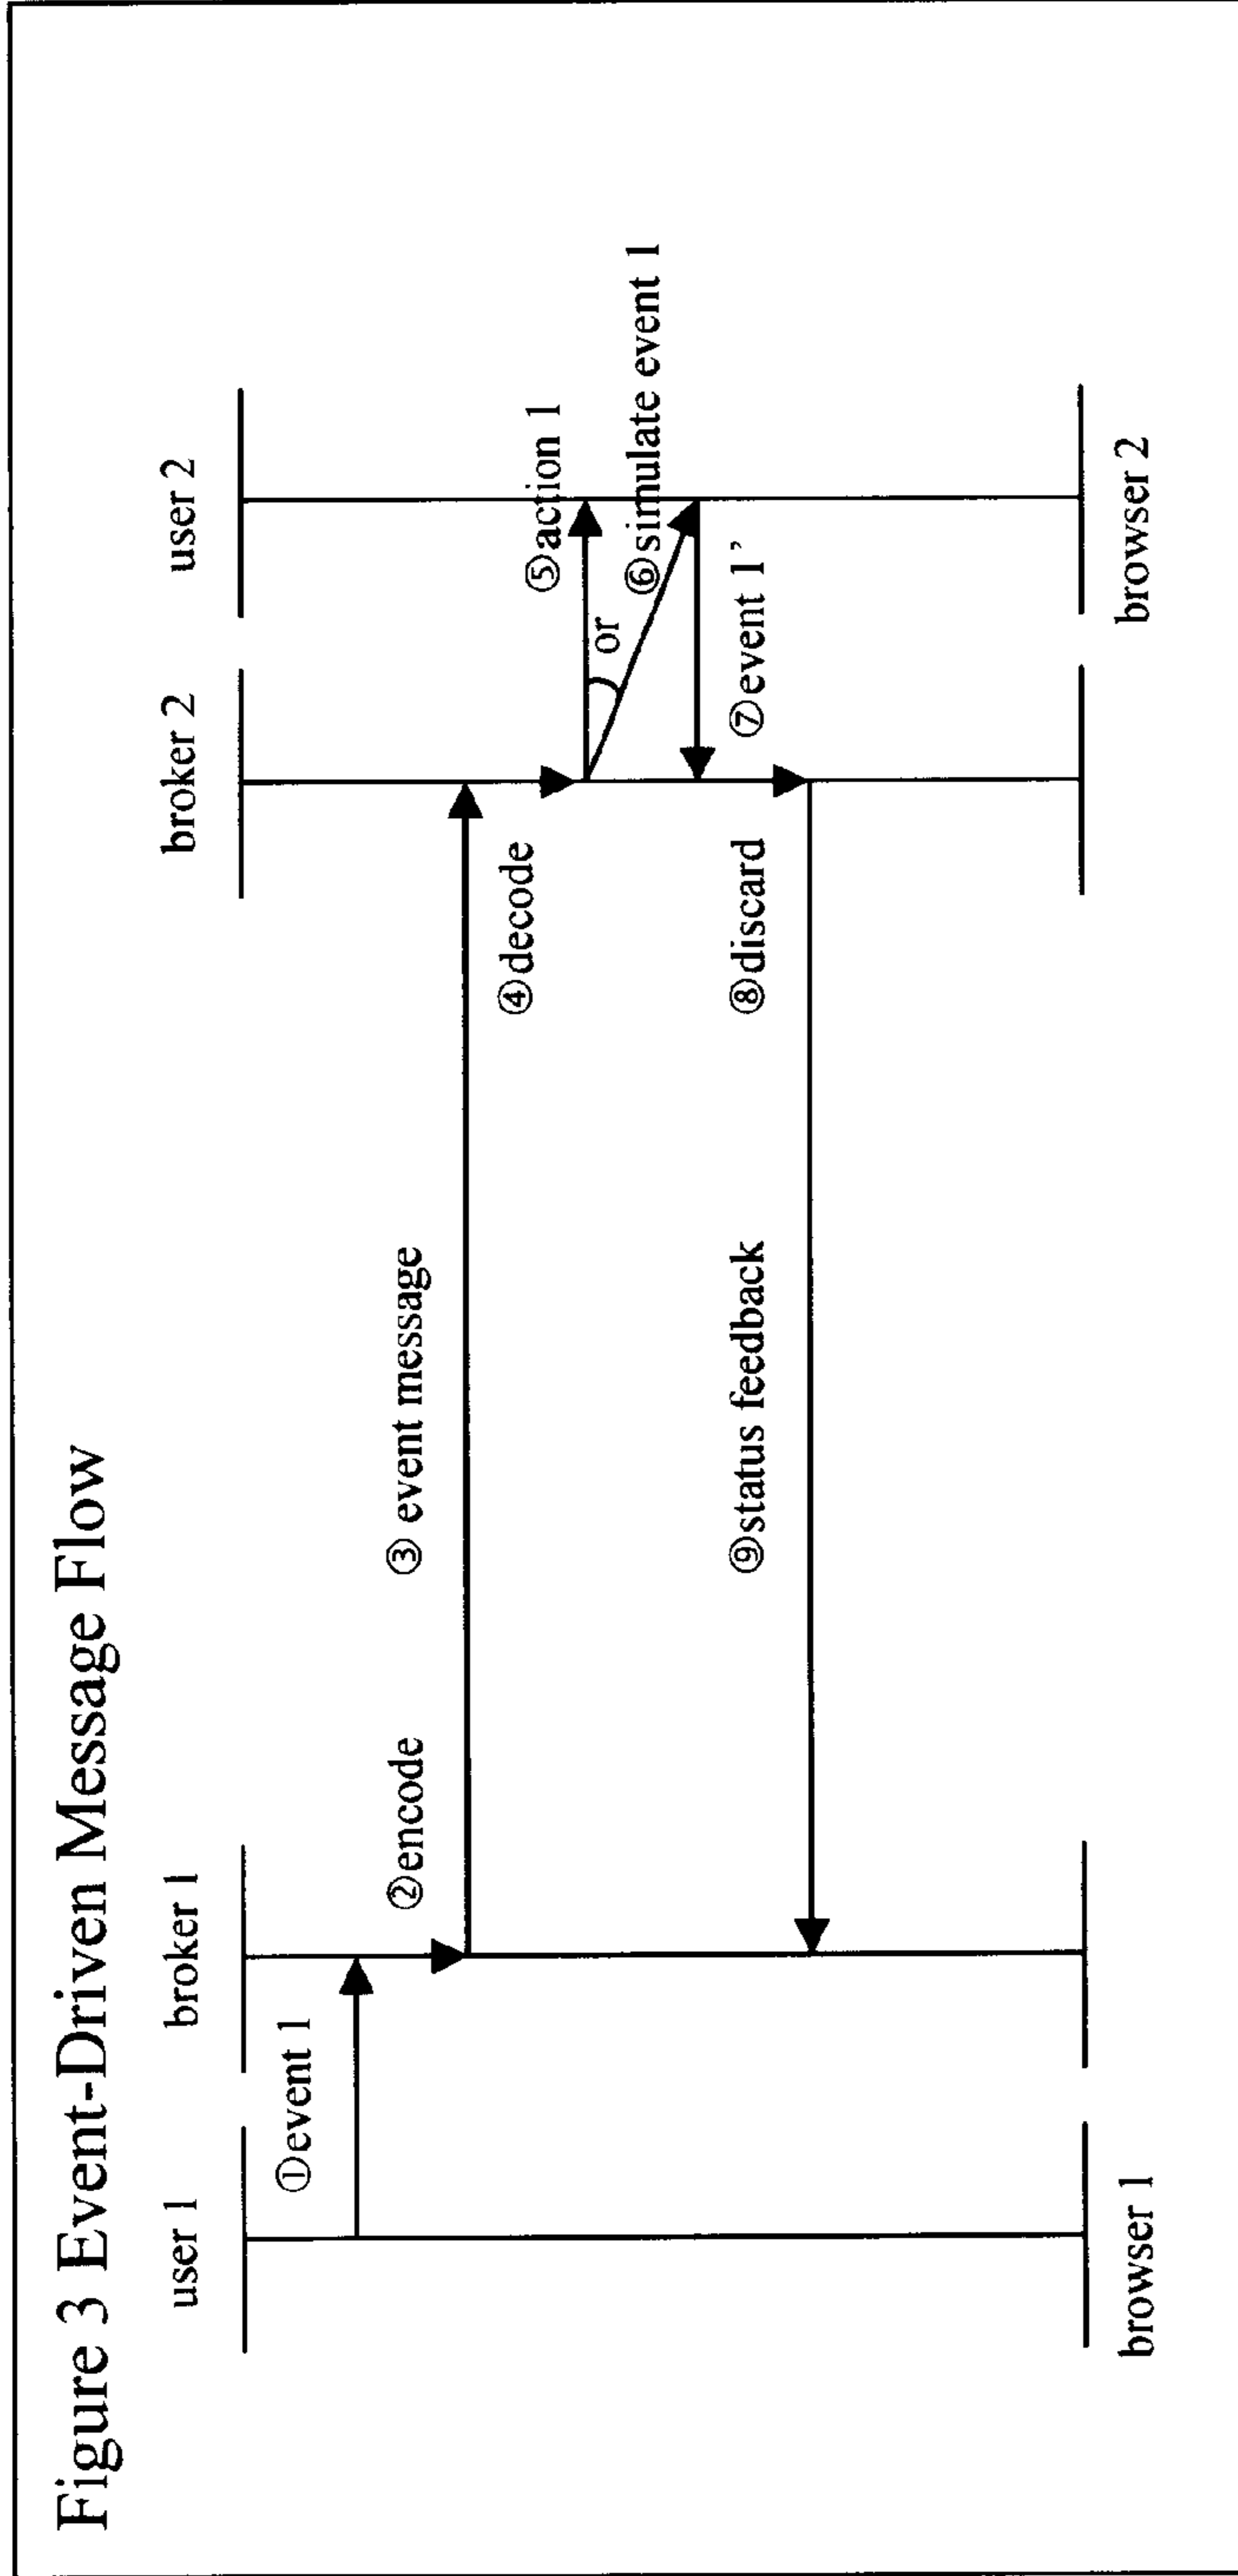 Figure 3 Event-Driven Message Flow
user 1
broker 1
broker 2
user 2
①event 1
②encode
③ event message
④decode
⑤action 1
or
⑥simulate event 1
⑦event 1’
⑧discard
⑨status feedback
browser 1
browser 2